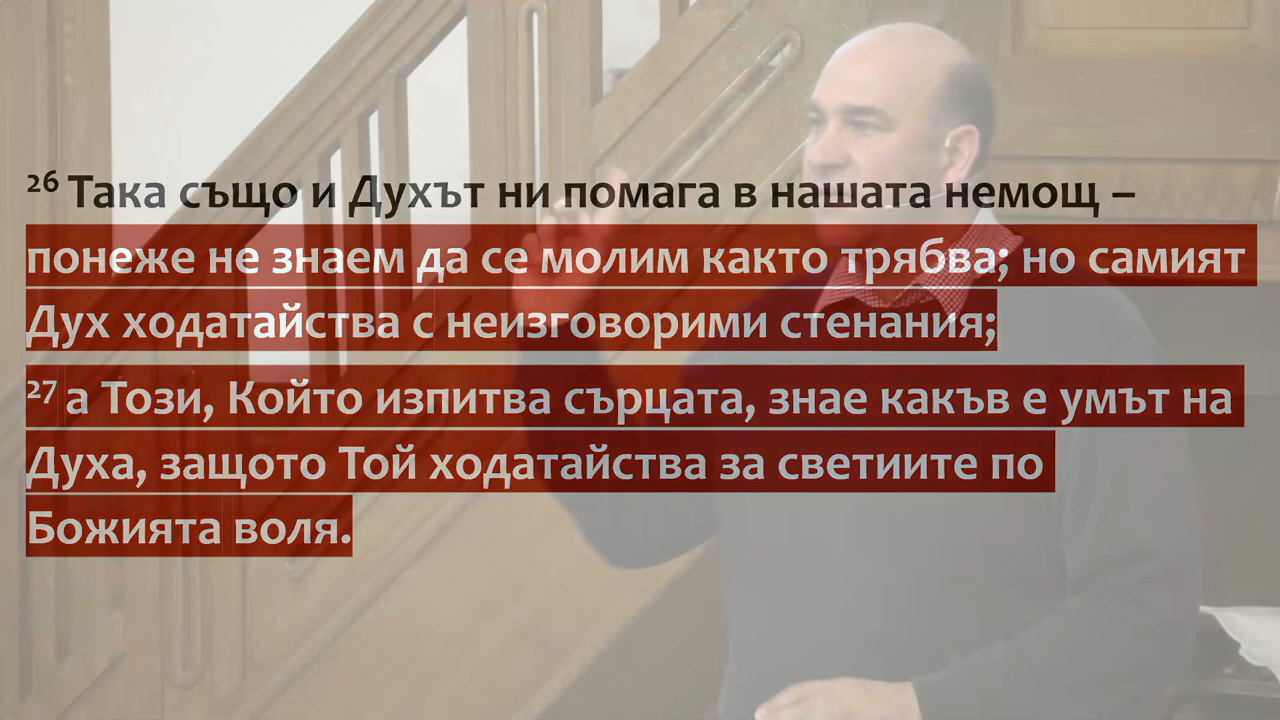 26 Така също и Духът ни помага в нашата немощ –
понеже не знаем да се молим както трябва; но самият
Дух ходатайства с неизговорими стенания;
27 а Този, Който изпитва сърцата, знае какъв е умът на
Духа, защото Той ходатайства за светиите по
Божията воля.